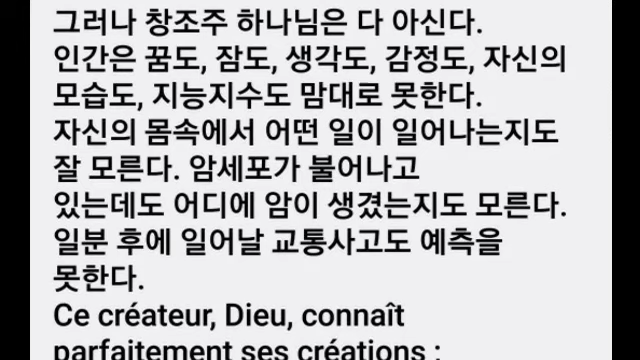 그러나 창조주 하나님은 다 아신다.
인간은 꿈도, 잠도, 생각도, 감정도, 자신의
모습도, 지능지수도 맘대로 못한다.
자신의 몸속에서 어떤 일이 일어나는지도
잘 모른다. 암세포가 불어나고
있는데도 어디에 암이 생겼는지도 모른다.
일분 후에 일어날 교통사고도 예측을
못한다.
Ce créateur, Dieu, connaît
parfaitement ses créations :